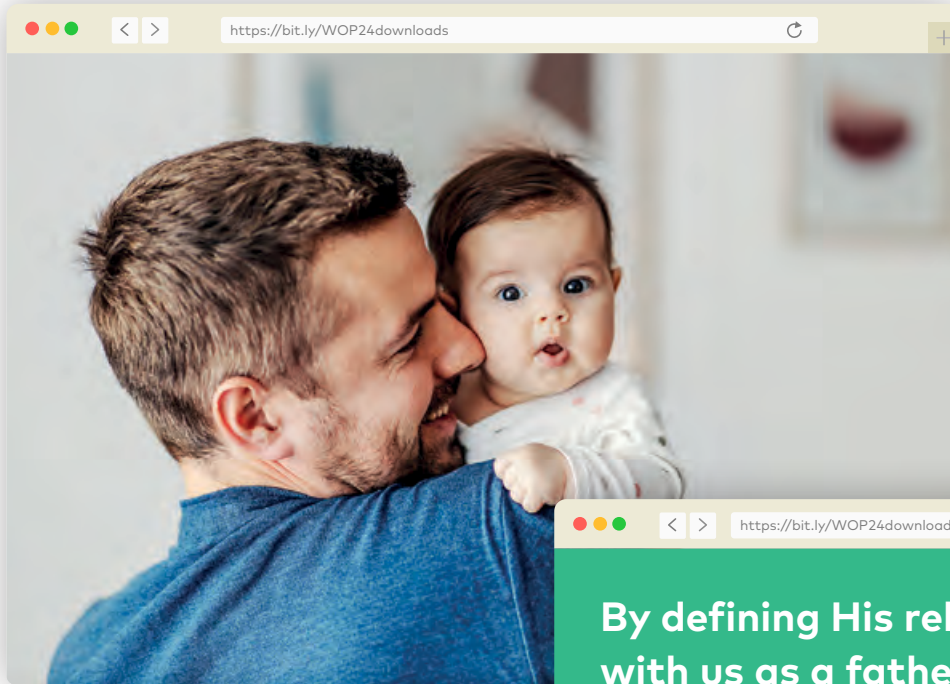 https://bit.ly/WOP24downloads
https://bit.ly/WOP24download
By defining His rel
with us as a fathe